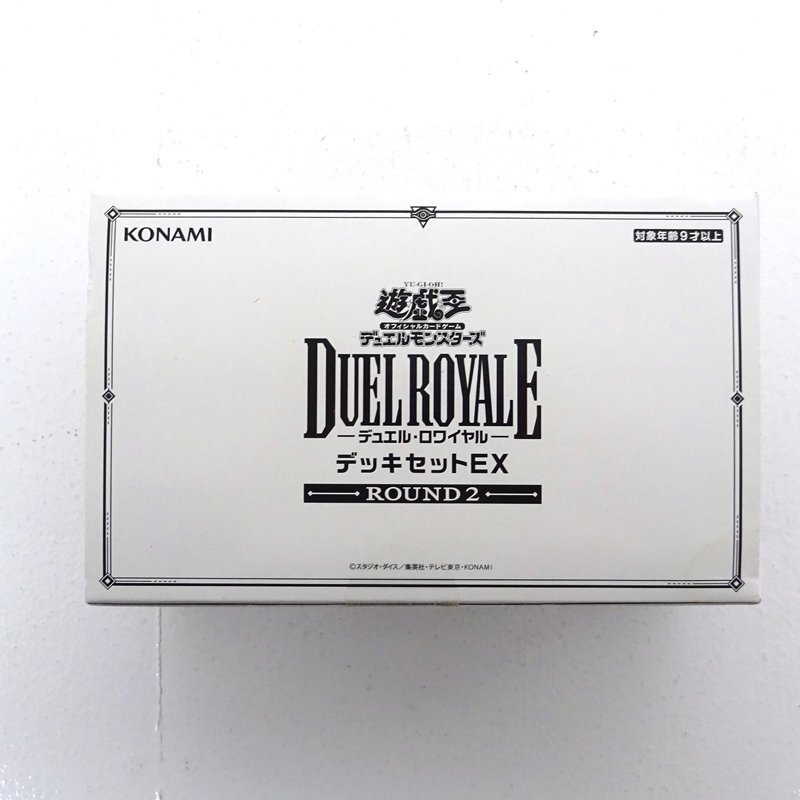 KONAMI
対象年齢9才以上
YU-GI-OH!
遊戯王
オフィシャルカードゲーム
デュエルモンスターズ
DUEL ROYALE
―デュエル・ロワイヤル―
デッキセットEX
ROUND 2
©スタジオ・ダイス／集英社・テレビ東京・KONAMI